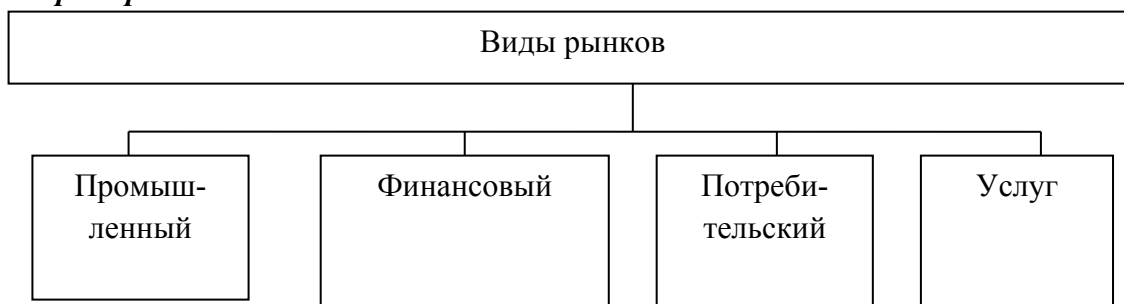 Виды рынков
Промыш-
ленный
Финансовый
Потреби-
тельский
Услуг